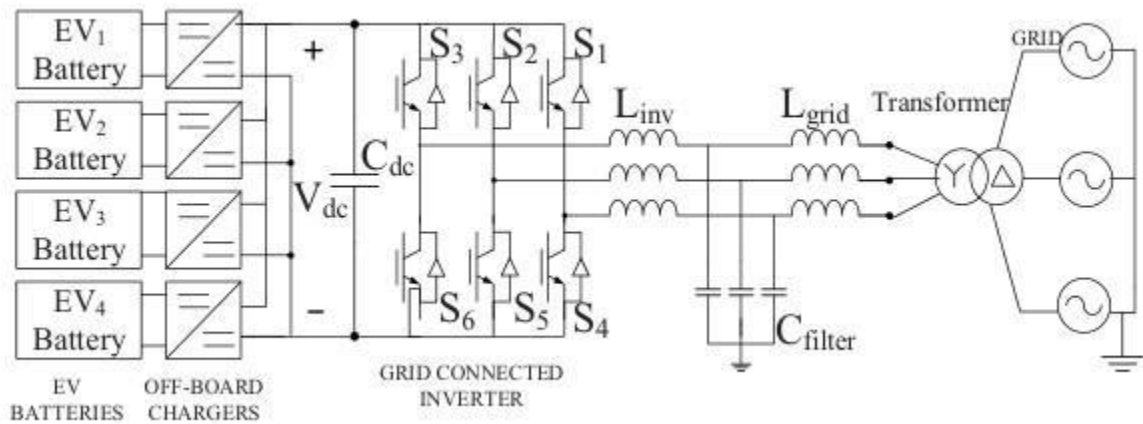 EV1
Battery
EV2
Battery
EV3
Battery
EV4
Battery
EV
BATTERIES
OFF-BOARD
CHARGERS
+
Vdc
-
Cdc
S3
S2
S1
S6
S5
S4
GRID CONNECTED
INVERTER
Linv
Lgrid
Cfilter
Transformer
Y
Δ
GRID